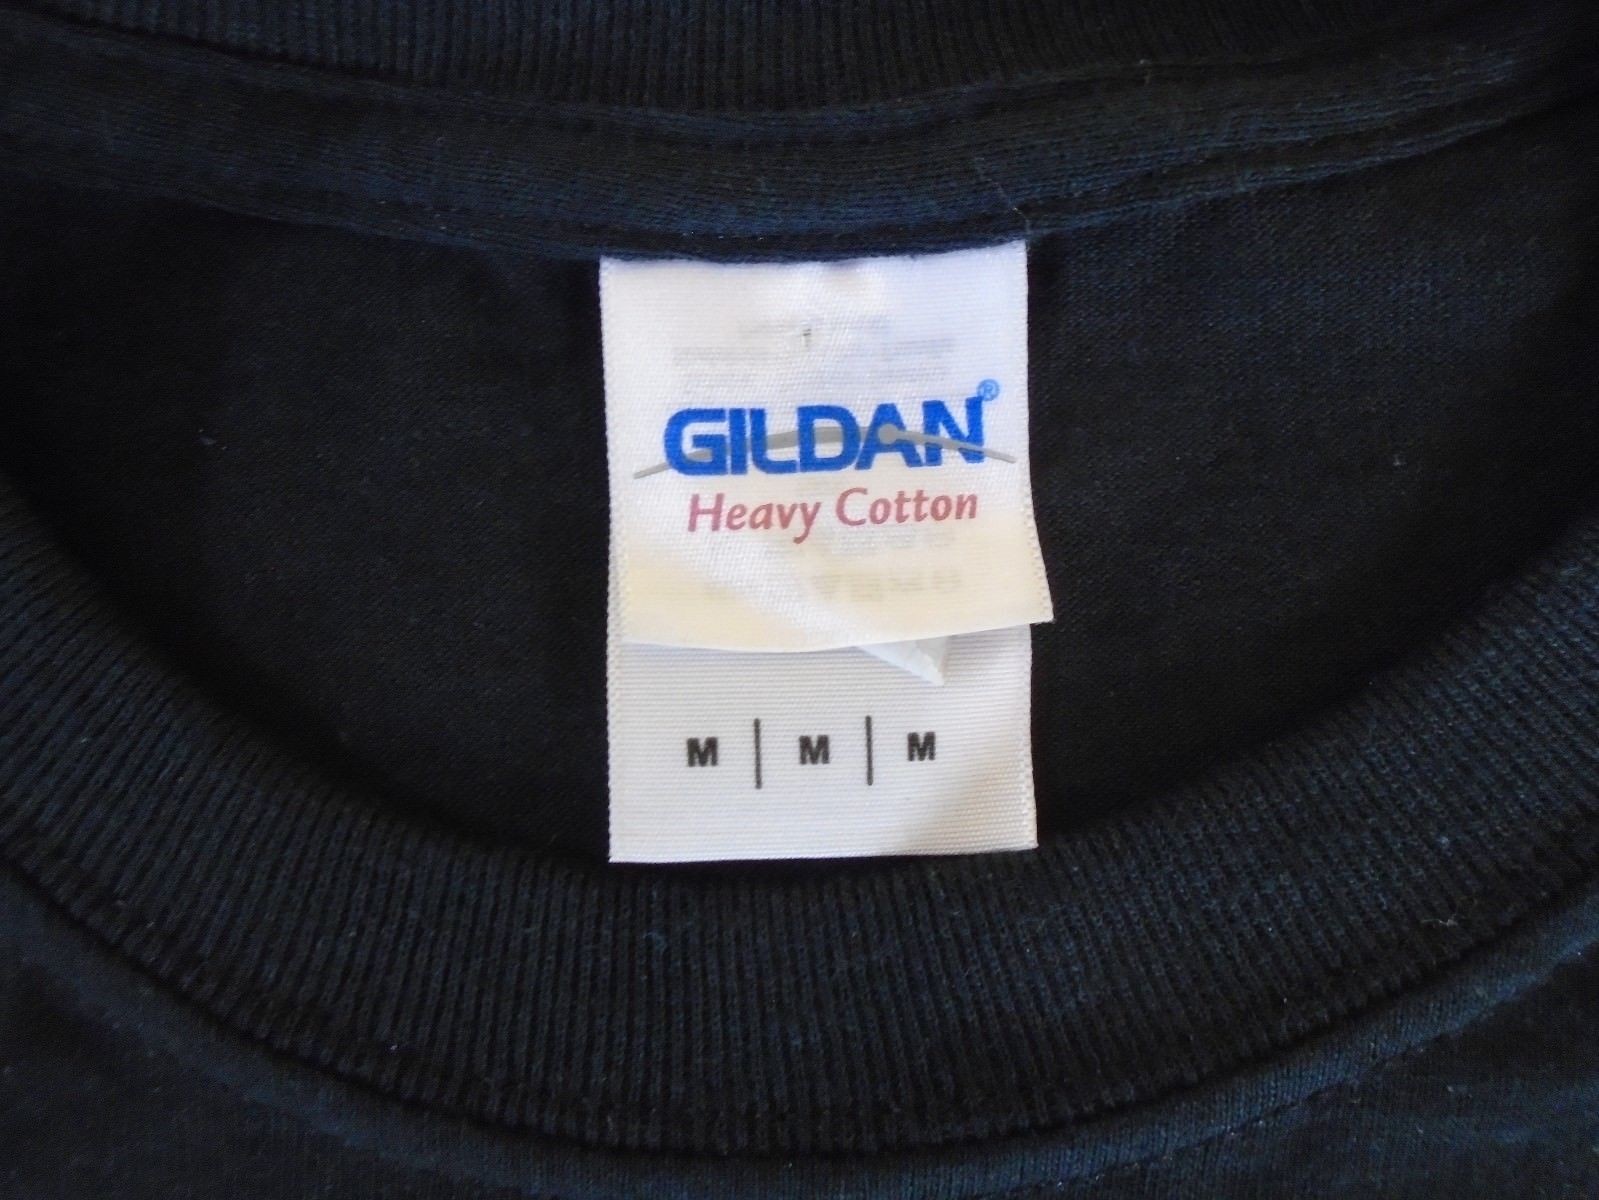 GILDAN®
Heavy Cotton
M | M | M